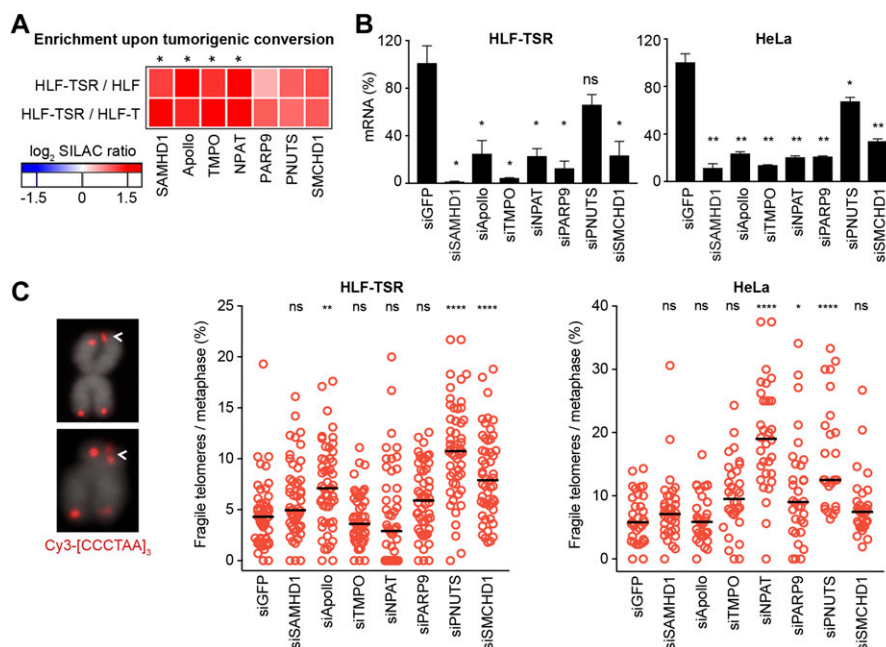 A
Enrichment upon tumorigenic conversion
* * * *
HLF-TSR / HLF
HLF-TSR / HLF-T
log2 SILAC ratio
-1.5 0 1.5
SAMHD1
Apollo
TMPO
NPAT
PARP9
PNUTS
SMCHD1
B
HLF-TSR
mRNA (%)
120
80
40
0
* * * * * ns *
siGFP
siSAMHD1
siApollo
siTMPO
siNPAT
siPARP9
siPNUTS
siSMCHD1
HeLa
120
80
40
0
** ** ** ** ** * **
siGFP
siSAMHD1
siApollo
siTMPO
siNPAT
siPARP9
siPNUTS
siSMCHD1
C
Cy3-[CCCTAA]3
HLF-TSR
Fragile telomeres / metaphase (%)
25
20
15
10
5
0
ns ** ns ns ns **** ****
siGFP
siSAMHD1
siApollo
siTMPO
siNPAT
siPARP9
siPNUTS
siSMCHD1
HeLa
Fragile telomeres / metaphase (%)
40
30
20
10
0
ns ns ns **** * **** ns
siGFP
siSAMHD1
siApollo
siTMPO
siNPAT
siPARP9
siPNUTS
siSMCHD1